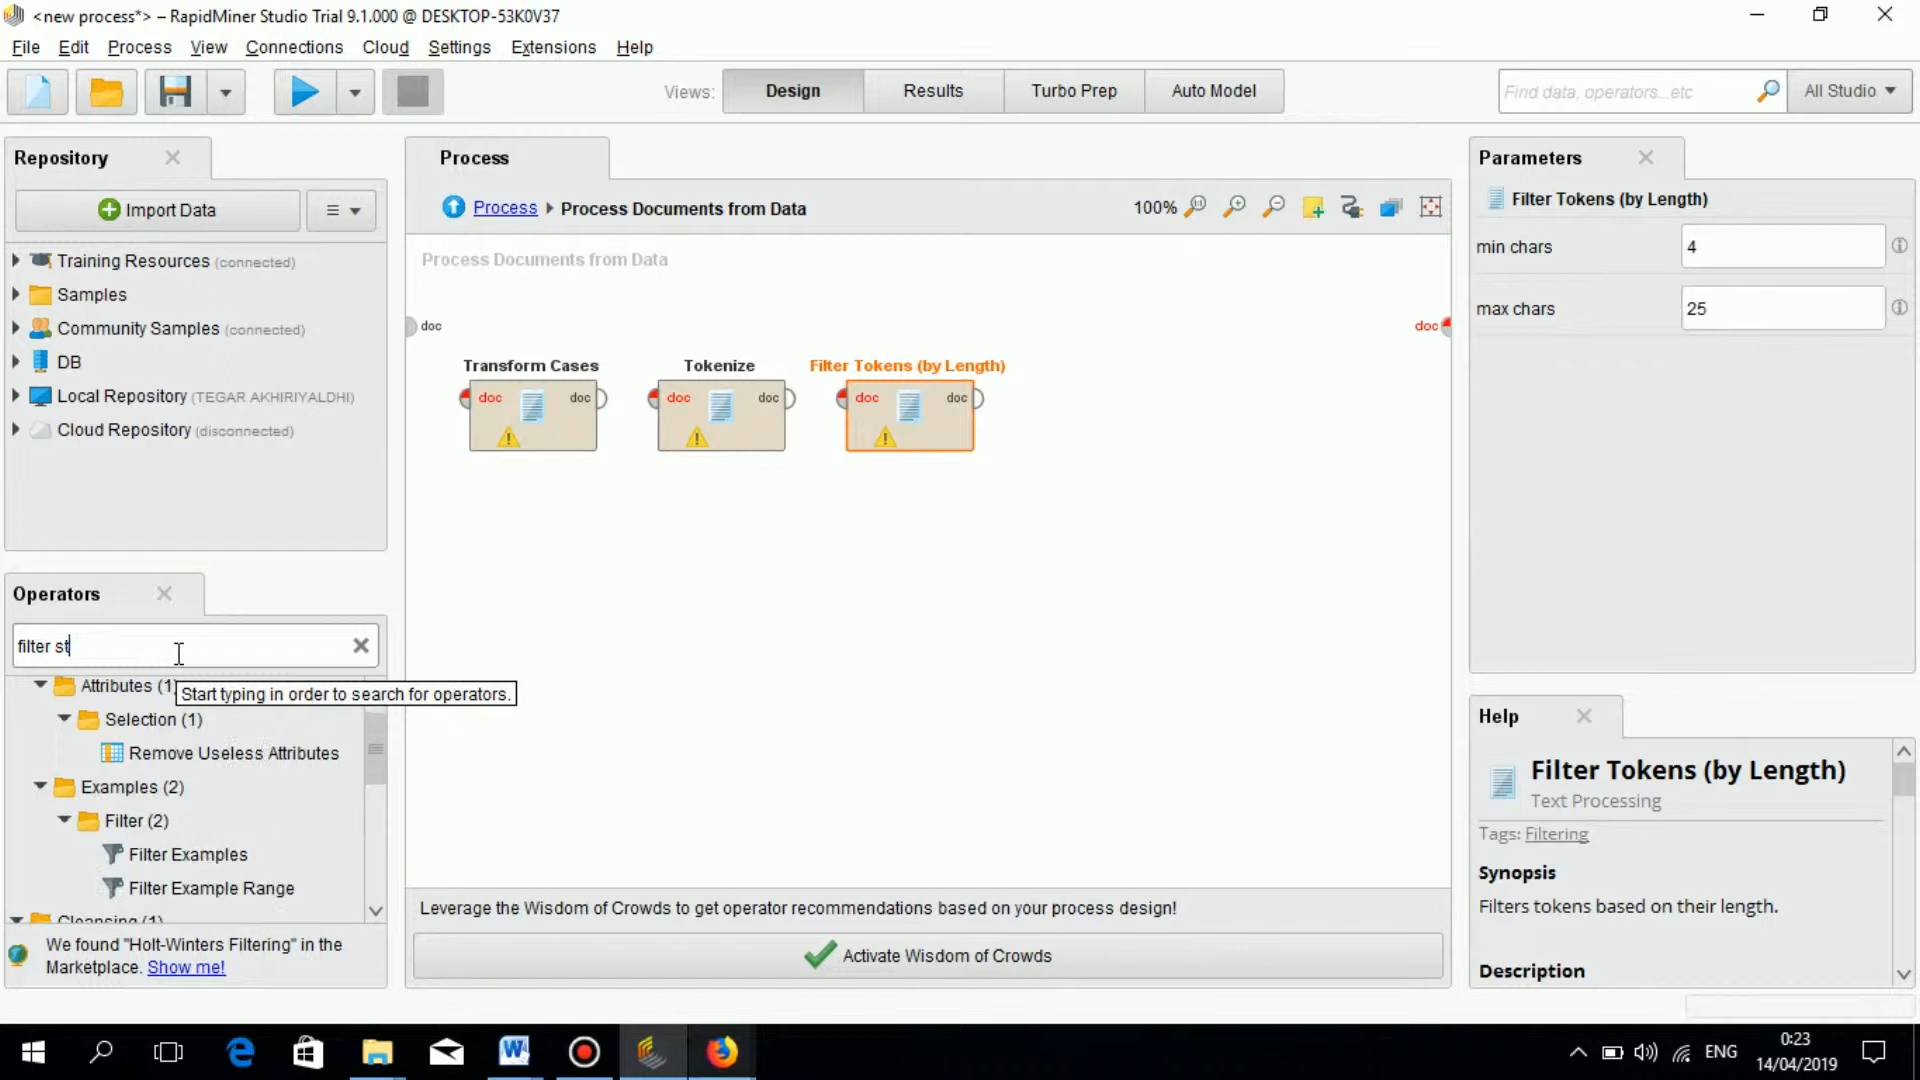 <new process*> – RapidMiner Studio Trial 9.1.000 @ DESKTOP-53K0V37
File Edit Process View Connections Cloud Settings Extensions Help
Views: Design Results Turbo Prep Auto Model
Find data, operators...etc All Studio
Repository
Import Data
Training Resources (connected)
Samples
Community Samples (connected)
DB
Local Repository (TEGAR AKHIRIYALDHI)
Cloud Repository (disconnected)
Operators
filter st
Attributes (1)
Start typing in order to search for operators.
Selection (1)
Remove Useless Attributes
Examples (2)
Filter (2)
Filter Examples
Filter Example Range
Cleansing (1)
We found "Holt-Winters Filtering" in the
Marketplace. Show me!
Process
Process Process Documents from Data
100%
Process Documents from Data
doc
doc
Transform Cases Tokenize Filter Tokens (by Length)
doc doc doc doc doc doc
Leverage the Wisdom of Crowds to get operator recommendations based on your process design!
Activate Wisdom of Crowds
Parameters
Filter Tokens (by Length)
min chars 4
max chars 25
Help
Filter Tokens (by Length)
Text Processing
Tags: Filtering
Synopsis
Filters tokens based on their length.
Description
ENG
0:23
14/04/2019